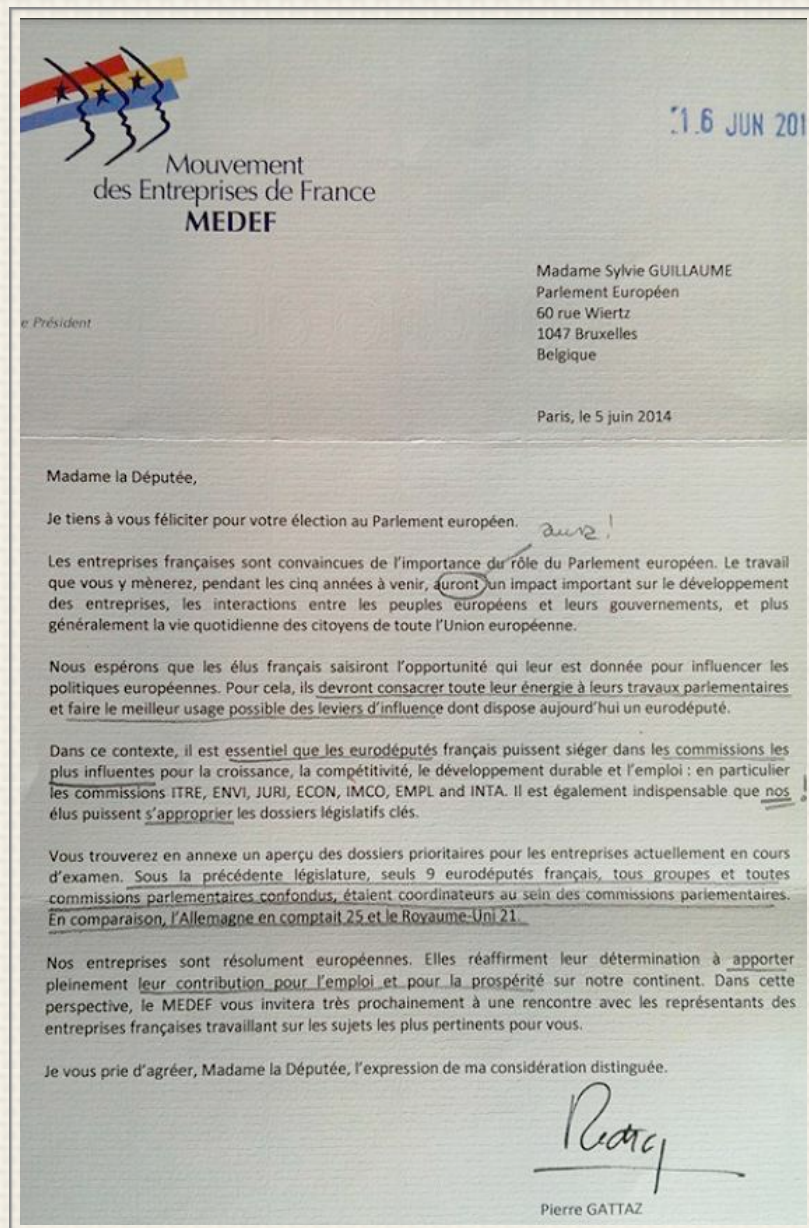 16 JUN 201
Mouvement
des Entreprises de France
MEDEF
Madame Sylvie GUILLAUME
Parlement Européen
60 rue Wiertz
1047 Bruxelles
Belgique
e Président
Paris, le 5 juin 2014
Madame la Députée,
Je tiens à vous féliciter pour votre élection au Parlement européen.
aura !
Les entreprises françaises sont convaincues de l'importance du rôle du Parlement européen. Le travail
que vous y mènerez, pendant les cinq années à venir, auront un impact important sur le développement
des entreprises, les interactions entre les peuples européens et leurs gouvernements, et plus
généralement la vie quotidienne des citoyens de toute l'Union européenne.
Nous espérons que les élus français saisiront l'opportunité qui leur est donnée pour influencer les
politiques européennes. Pour cela, ils devront consacrer toute leur énergie à leurs travaux parlementaires
et faire le meilleur usage possible des leviers d'influence dont dispose aujourd'hui un eurodéputé.
Dans ce contexte, il est essentiel que les eurodéputés français puissent siéger dans les commissions les
plus influentes pour la croissance, la compétitivité, le développement durable et l'emploi : en particulier
les commissions ITRE, ENVI, JURI, ECON, IMCO, EMPL and INTA. Il est également indispensable que nos !
élus puissent s'approprier les dossiers législatifs clés.
Vous trouverez en annexe un aperçu des dossiers prioritaires pour les entreprises actuellement en cours
d'examen. Sous la précédente législature, seuls 9 eurodéputés français, tous groupes et toutes
commissions parlementaires confondus, étaient coordinateurs au sein des commissions parlementaires.
En comparaison, l'Allemagne en comptait 25 et le Royaume-Uni 21.
Nos entreprises sont résolument européennes. Elles réaffirment leur détermination à apporter
pleinement leur contribution pour l'emploi et pour la prospérité sur notre continent. Dans cette
perspective, le MEDEF vous invitera très prochainement à une rencontre avec les représentants des
entreprises françaises travaillant sur les sujets les plus pertinents pour vous.
Je vous prie d'agréer, Madame la Députée, l'expression de ma considération distinguée.
Pierre GATTAZ